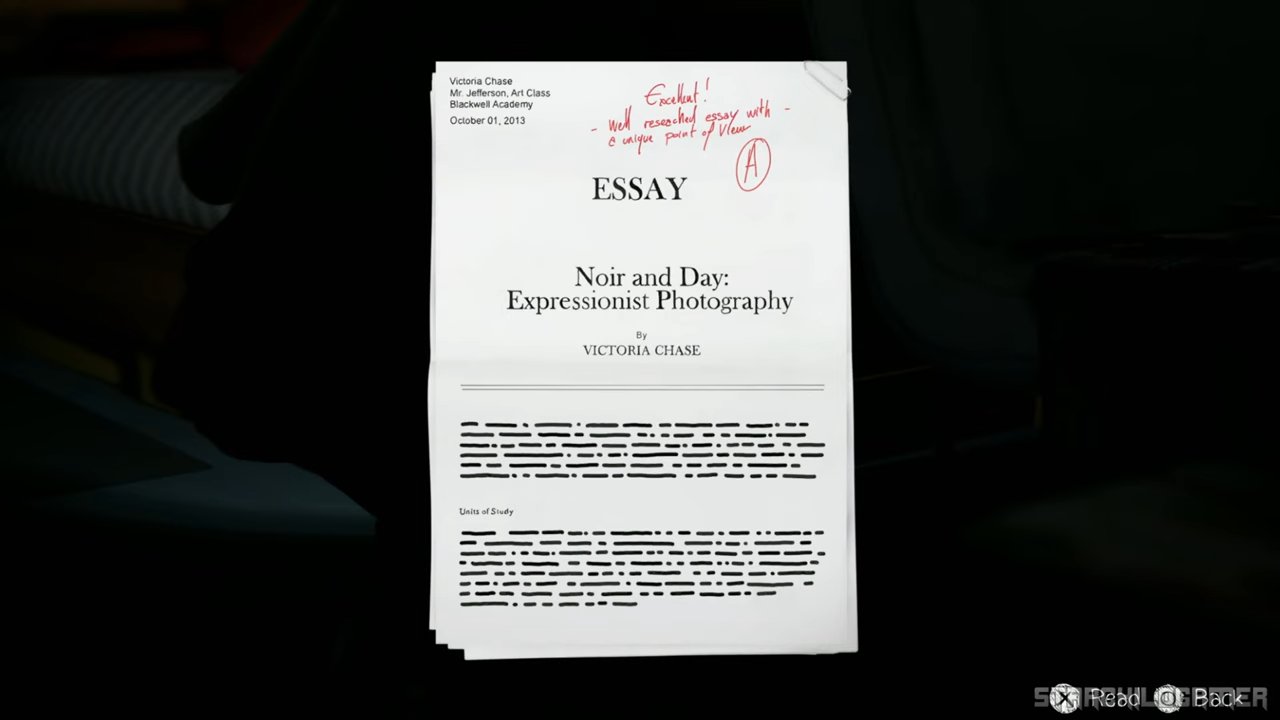 Victoria Chase
Mr. Jefferson, Art Class
Blackwell Academy
October 01, 2013
Excellent!
- Well reseached essay with -
a unique point of View
A
ESSAY
Noir and Day:
Expressionist Photography
By
VICTORIA CHASE
Units of Study
Read
Back